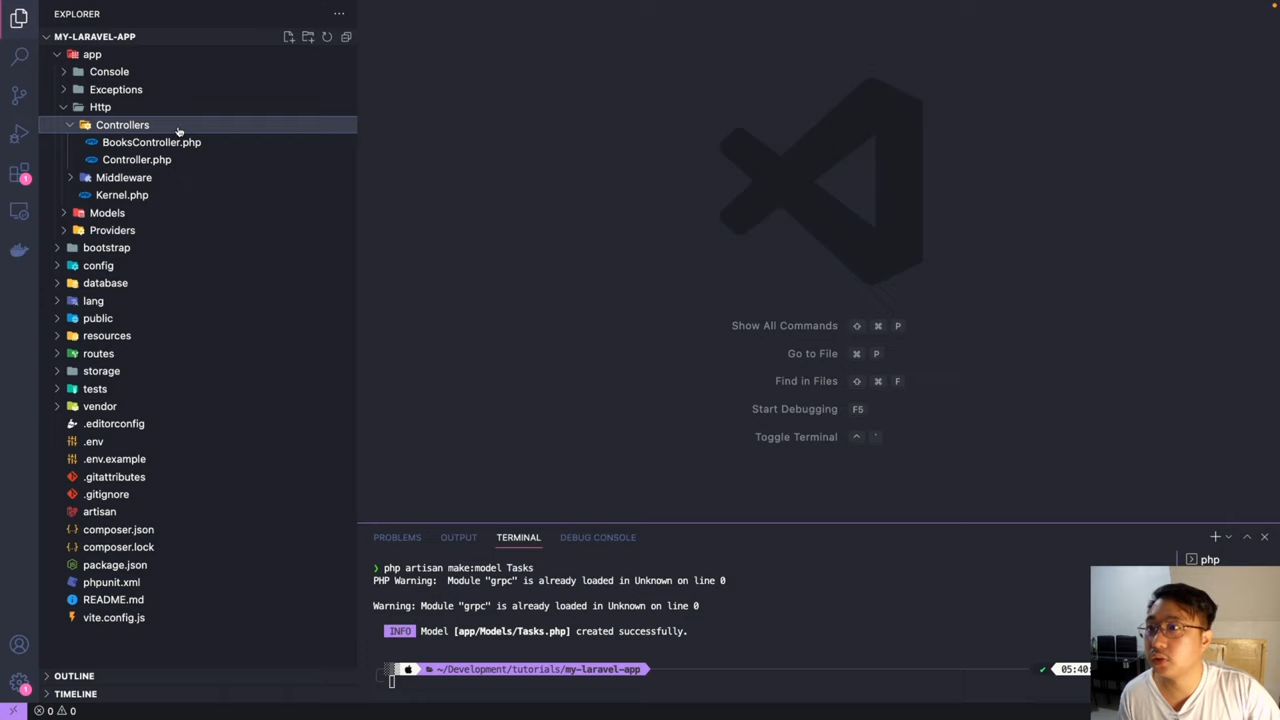 EXPLORER
MY-LARAVEL-APP
app
Console
Exceptions
Http
Controllers
BooksController.php
Controller.php
Middleware
Kernel.php
Models
Providers
bootstrap
config
database
lang
public
resources
routes
storage
tests
vendor
.editorconfig
.env
.env.example
.gitattributes
.gitignore
artisan
composer.json
composer.lock
package.json
phpunit.xml
README.md
vite.config.js
OUTLINE
TIMELINE
1
1
0 0
Show All Commands ⇧ ⌘ P
Go to File ⌘ P
Find in Files ⇧ ⌘ F
Start Debugging F5
Toggle Terminal ^ `
PROBLEMS OUTPUT TERMINAL DEBUG CONSOLE
php
❯ php artisan make:model Tasks
PHP Warning:  Module "grpc" is already loaded in Unknown on line 0
Warning: Module "grpc" is already loaded in Unknown on line 0
INFO Model [app/Models/Tasks.php] created successfully.
~/Development/tutorials/my-laravel-app ✔ 05:40